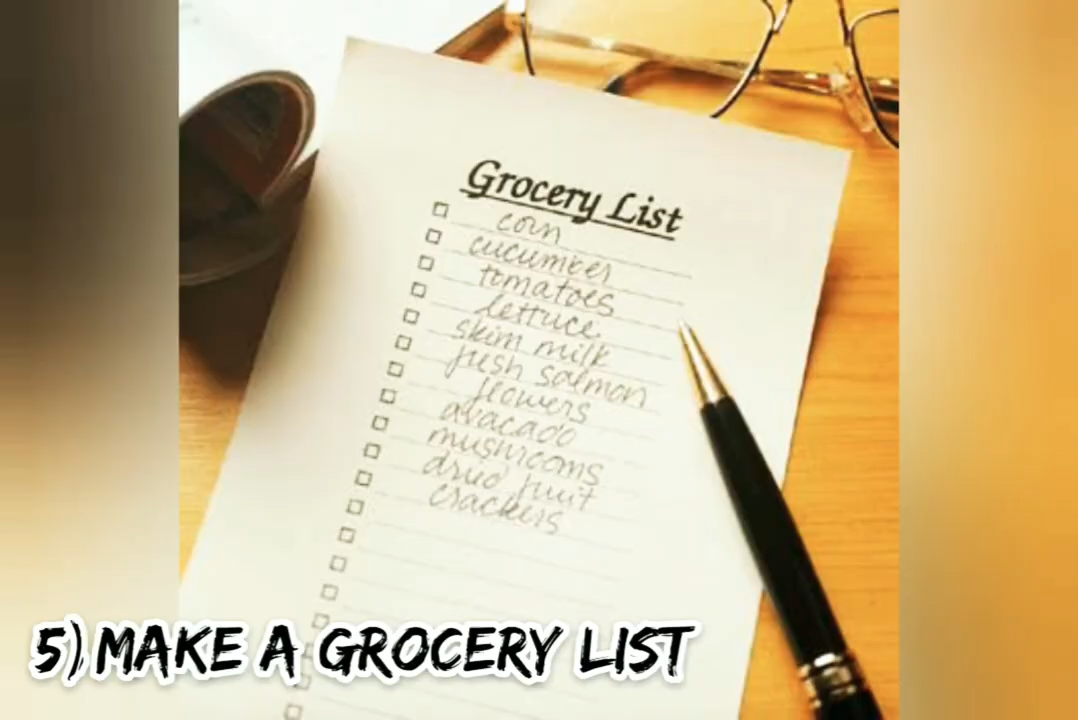 Grocery List
corn
cucumber
tomatoes
lettuce
skim milk
fresh salmon
flowers
avacado
mushrooms
dried fruit
crackers
5) MAKE A GROCERY LIST